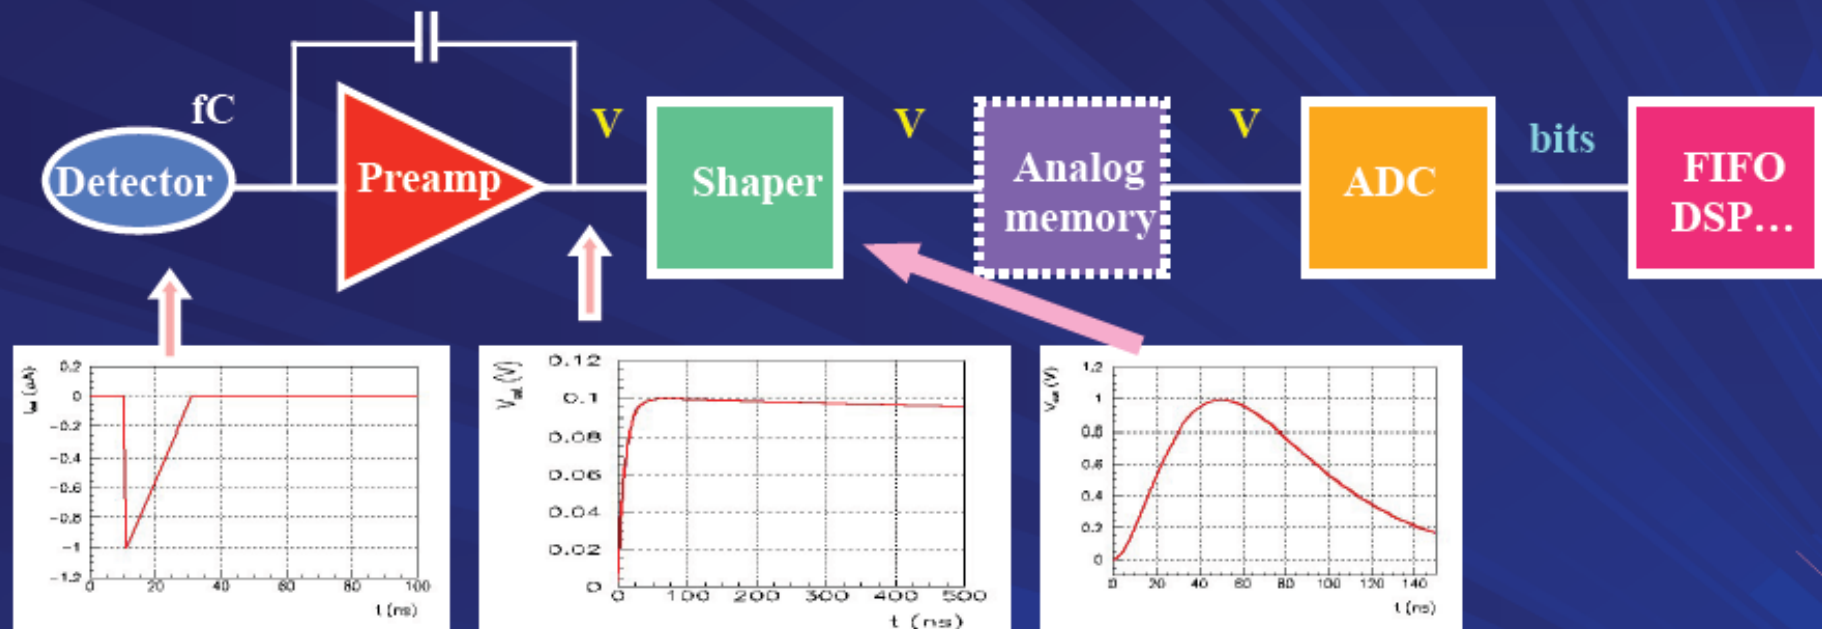 fC
V
V
V
bits
Detector
Preamp
Shaper
Analog
memory
ADC
FIFO
DSP...
0.2
0
-0.2
-0.4
-0.6
-0.8
-1
-1.2
0 20 40 60 80 100
t (ns)
V (V)
0.12
0.1
0.08
0.06
0.04
0.02
0
0 100 200 300 400 500
t (ns)
V (V)
1.2
1
0.8
0.6
0.4
0.2
0
0 20 40 60 80 100 120 140
t (ns)